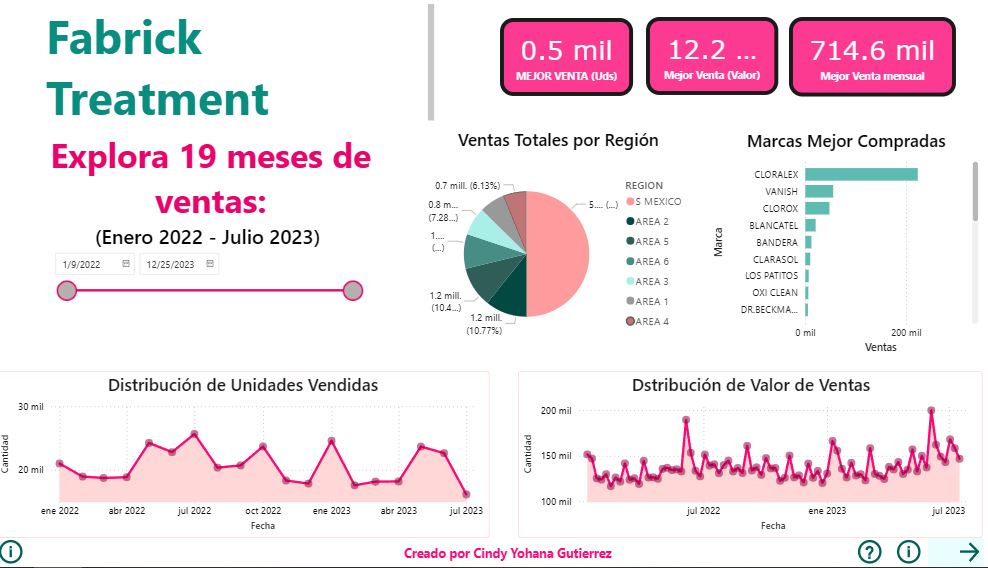 Fabrick
Treatment
Explora 19 meses de
ventas:
(Enero 2022 - Julio 2023)
1/9/2022
12/25/2023
0.5 mil
MEJOR VENTA (Uds)
12.2 ...
Mejor Venta (Valor)
714.6 mil
Mejor Venta mensual
Ventas Totales por Región
0.7 mill. (6.13%)
0.8 m...
(7.28...)
1....
(...)
1.2 mill.
(10.4...)
1.2 mill.
(10.77%)
5.... (...)
REGION
S MEXICO
AREA 2
AREA 5
AREA 6
AREA 3
AREA 1
AREA 4
Marcas Mejor Compradas
Marca
CLORALEX
VANISH
CLOROX
BLANCATEL
BANDERA
CLARASOL
LOS PATITOS
OXI CLEAN
DR.BECKMA...
0 mil
200 mil
Ventas
Distribución de Unidades Vendidas
Cantidad
30 mil
20 mil
ene 2022
abr 2022
jul 2022
oct 2022
ene 2023
abr 2023
jul 2023
Fecha
Dstribución de Valor de Ventas
Cantidad
200 mil
150 mil
100 mil
jul 2022
ene 2023
jul 2023
Fecha
Creado por Cindy Yohana Gutierrez